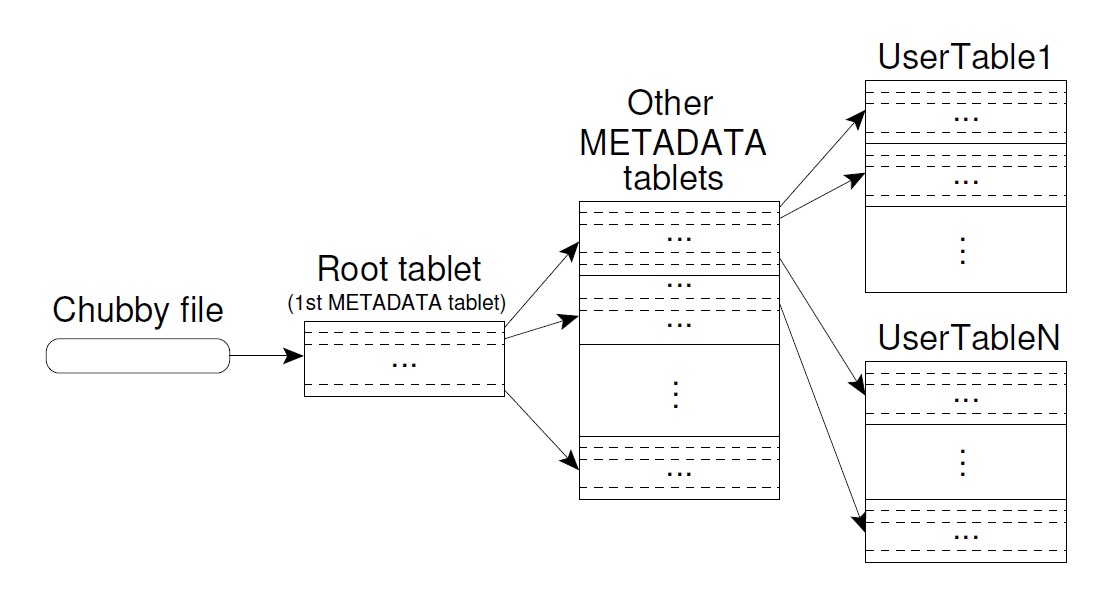 Chubby file
Root tablet
(1st METADATA tablet)
...
Other
METADATA
tablets
...
...
...
...
...
UserTable1
...
...
...
UserTableN
...
...
...